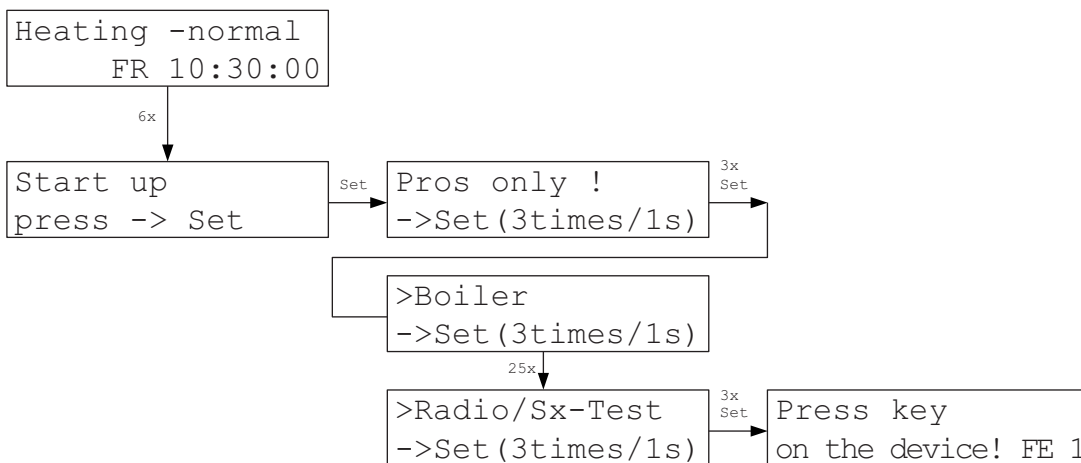 Heating -normal
FR 10:30:00
6x
Start up
press -> Set
Set
Pros only !
->Set(3times/1s)
3x
Set
>Boiler
->Set(3times/1s)
25x
>Radio/Sx-Test
->Set(3times/1s)
3x
Set
Press key
on the device! FE 1